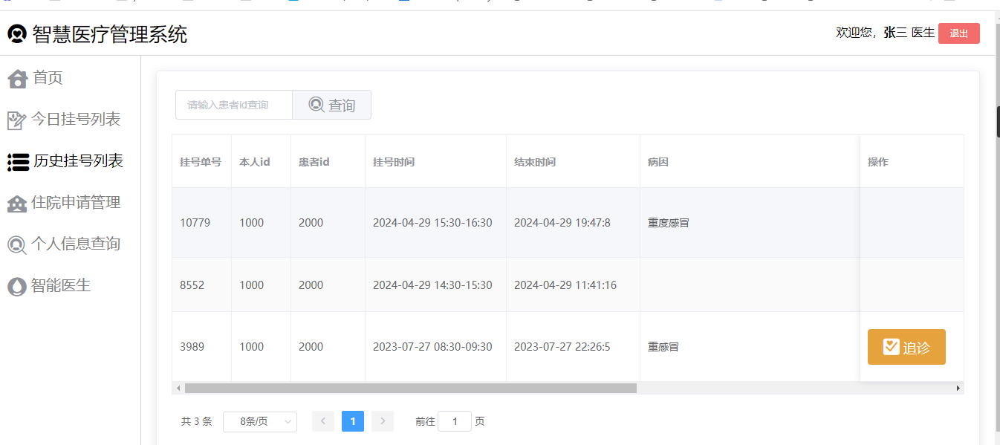 智慧医疗管理系统
欢迎您，张三 医生 退出
首页
今日挂号列表
历史挂号列表
住院申请管理
个人信息查询
智能医生
请输入患者id查询 查询
挂号单号 本人id 患者id 挂号时间 结束时间 病因 操作
10779 1000 2000 2024-04-29 15:30-16:30 2024-04-29 19:47:8 重度感冒
8552 1000 2000 2024-04-29 14:30-15:30 2024-04-29 11:41:16
3989 1000 2000 2023-07-27 08:30-09:30 2023-07-27 22:26:5 重感冒 追诊
共 3 条 8条/页 1 前往 1 页